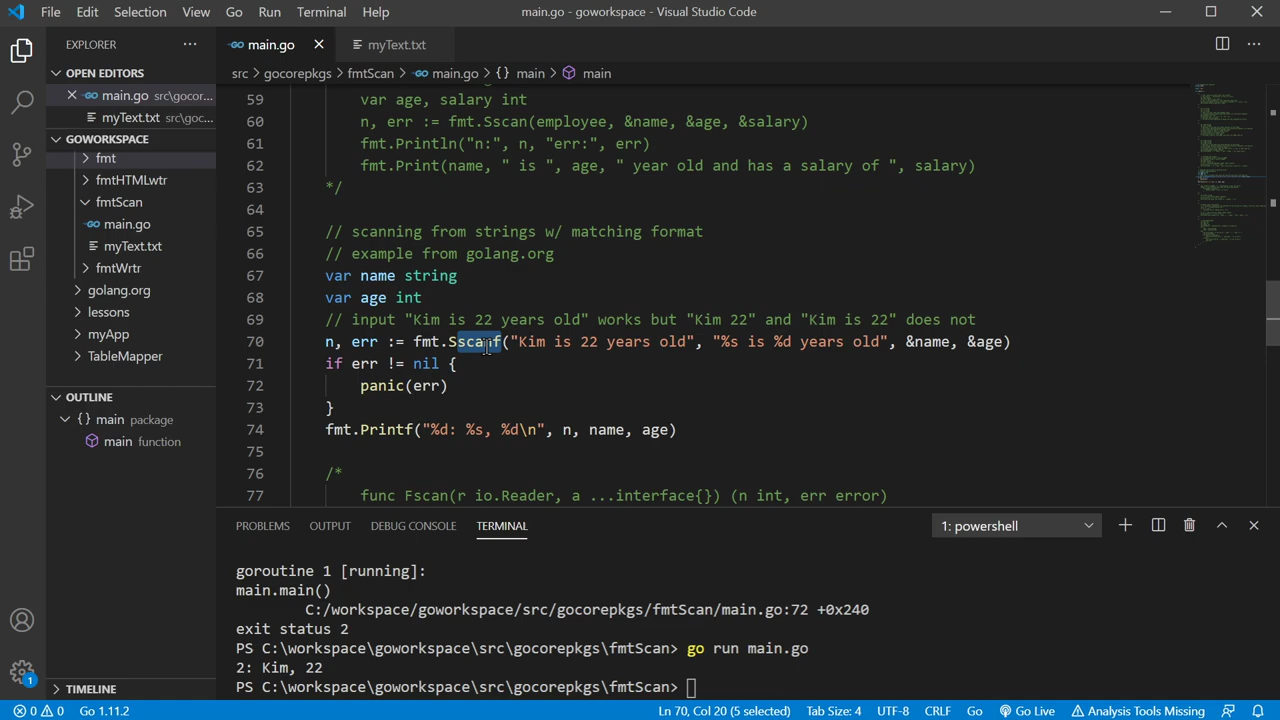 File Edit Selection View Go Run Terminal Help
main.go - goworkspace - Visual Studio Code
EXPLORER
OPEN EDITORS
main.go src\gocor...
myText.txt src\goc...
GOWORKSPACE
fmt
fmtHTMLwtr
fmtScan
main.go
myText.txt
fmtWrtr
golang.org
lessons
myApp
TableMapper
OUTLINE
{} main package
main function
TIMELINE
main.go
myText.txt
src > gocorepkgs > fmtScan > main.go > {} main > main
59 var age, salary int
60 n, err := fmt.Sscan(employee, &name, &age, &salary)
61 fmt.Println("n:", n, "err:", err)
62 fmt.Print(name, " is ", age, " year old and has a salary of ", salary)
63 */
64
65 // scanning from strings w/ matching format
66 // example from golang.org
67 var name string
68 var age int
69 // input "Kim is 22 years old" works but "Kim 22" and "Kim is 22" does not
70 n, err := fmt.Sscanf("Kim is 22 years old", "%s is %d years old", &name, &age)
71 if err != nil {
72 panic(err)
73 }
74 fmt.Printf("%d: %s, %d\n", n, name, age)
75
76 /*
77 func Fscan(r io.Reader, a ...interface{}) (n int, err error)
PROBLEMS OUTPUT DEBUG CONSOLE TERMINAL
1: powershell
goroutine 1 [running]:
main.main()
C:/workspace/goworkspace/src/gocorepkgs/fmtScan/main.go:72 +0x240
exit status 2
PS C:\workspace\goworkspace\src\gocorepkgs\fmtScan> go run main.go
2: Kim, 22
PS C:\workspace\goworkspace\src\gocorepkgs\fmtScan>
1
0 0 Go 1.11.2
Ln 70, Col 20 (5 selected) Tab Size: 4 UTF-8 CRLF Go Go Live Analysis Tools Missing